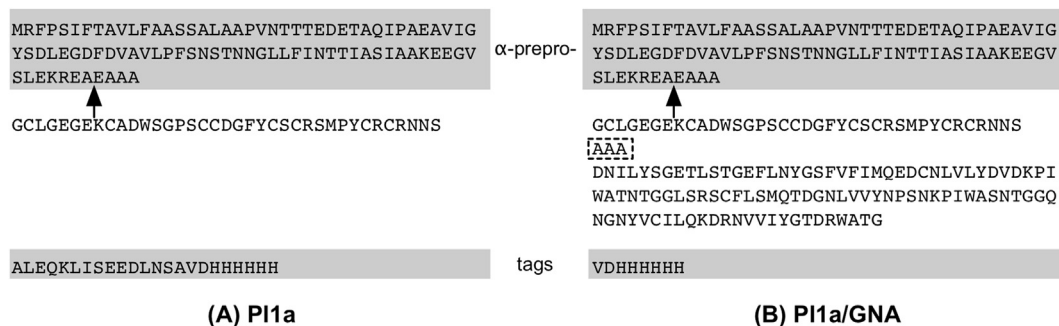 MRFPSIFTAVLFAASSALAAPVNTTTEDETAQIPAEAVIG
YSDLEGDFDVAVLPFSNSTNNGLLFINTTIASIAAKEEGV
SLEKREAEAAA
GCLGEGEKCADWSGPSCCDGFYCSCRSMPYCRCRNNS
ALEQKLISEEDLNSAVDHHHHHH
(A) PI1a
α-prepro-
tags
MRFPSIFTAVLFAASSALAAPVNTTTEDETAQIPAEAVIG
YSDLEGDFDVAVLPFSNSTNNGLLFINTTIASIAAKEEGV
SLEKREAEAAA
GCLGEGEKCADWSGPSCCDGFYCSCRSMPYCRCRNNS
AAA
DNILYSGETLSTGEFLNYGSFVFIMQEDCNLVLYDVDKPI
WATNTGGLSRSCFLSMQTDGNLVVYNPSNKPIWASNTGGQ
NGNYVCILQKDRNVVIYGTDRWATG
VDHHHHHH
(B) PI1a/GNA